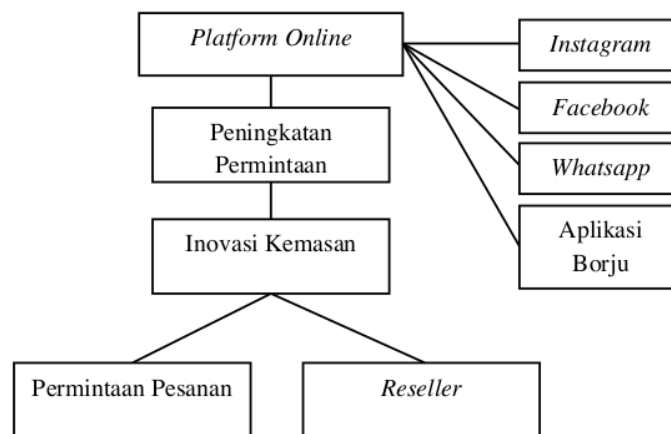 Platform Online
Instagram
Facebook
Peningkatan
Permintaan
Whatsapp
Inovasi Kemasan
Aplikasi
Borju
Permintaan Pesanan
Reseller